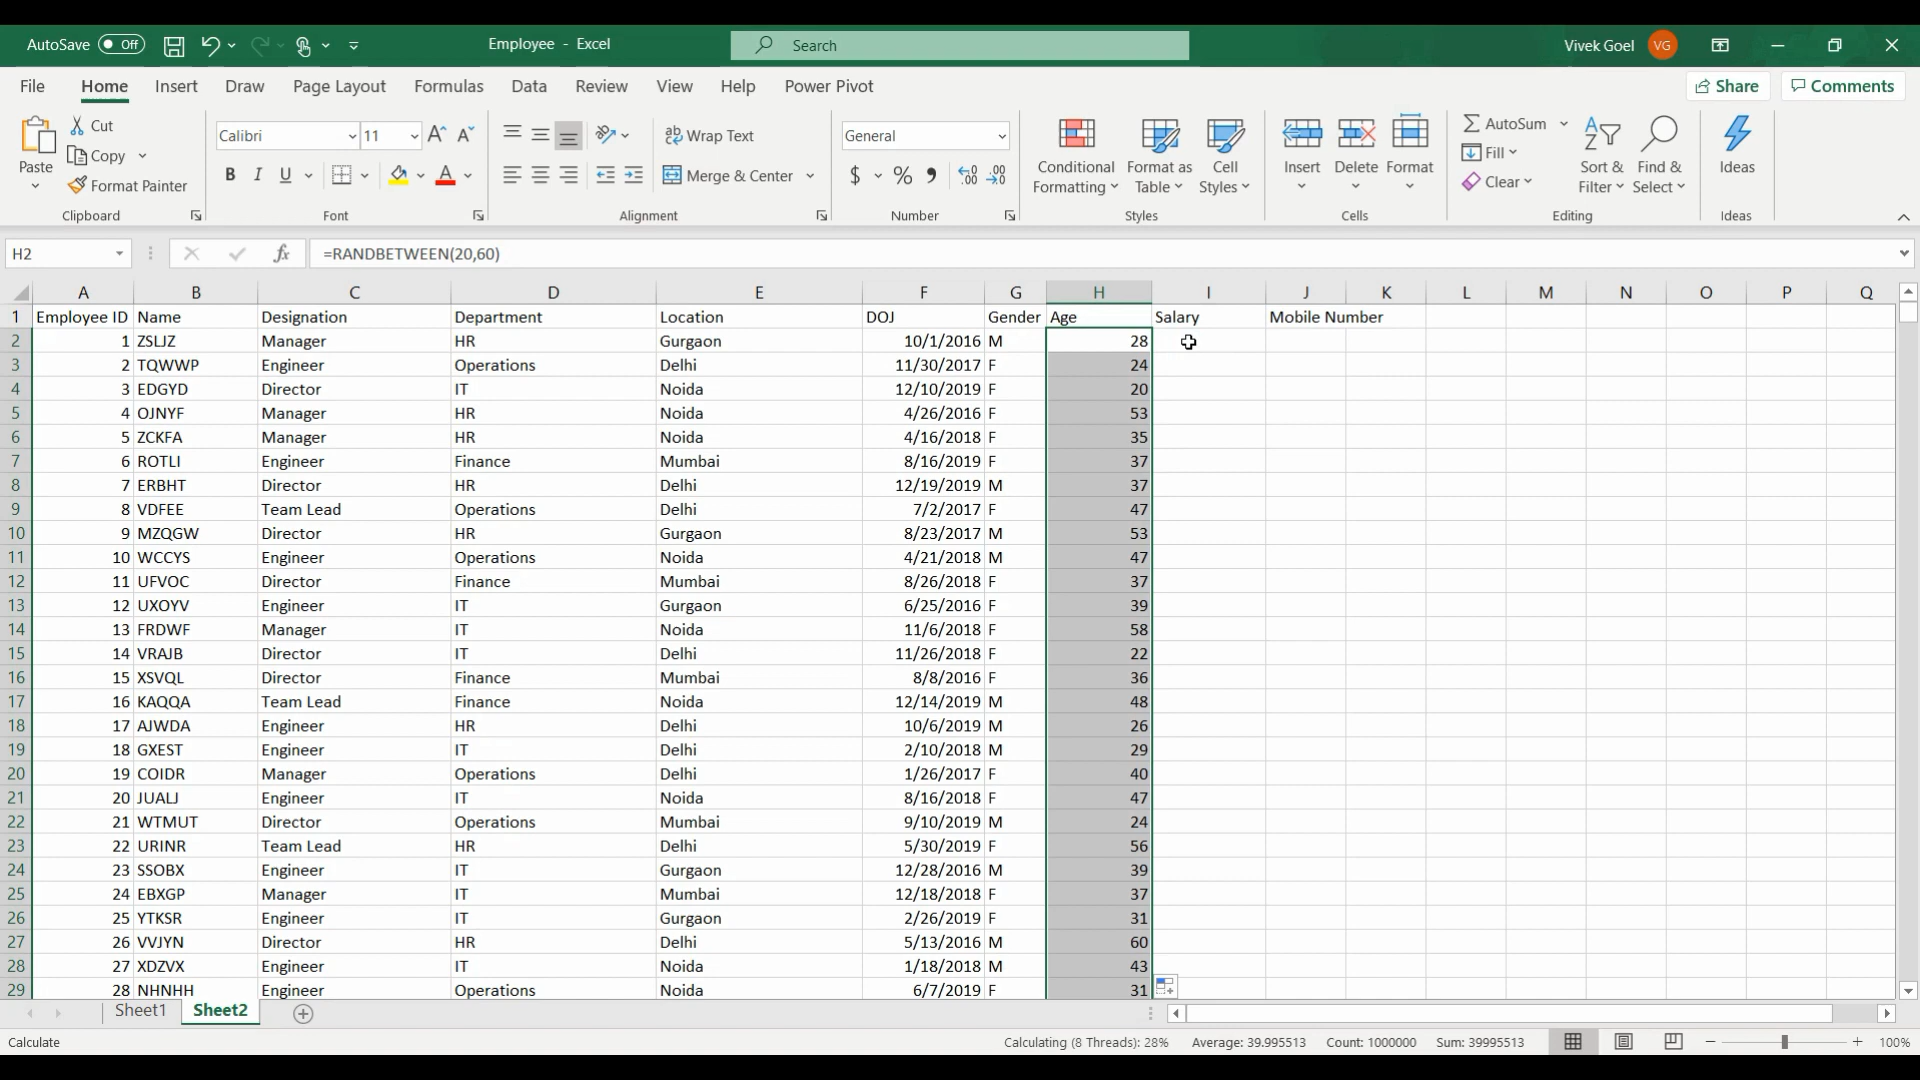 AutoSave Off Employee - Excel Search Vivek Goel VG
File Home Insert Draw Page Layout Formulas Data Review View Help Power Pivot Share Comments
Paste Cut Copy Format Painter Clipboard
Calibri 11 B I U A Font
Wrap Text Merge & Center Alignment
General $ % Number
Conditional Formatting Format as Table Cell Styles Styles
Insert Delete Format Cells
AutoSum Fill Clear Sort & Filter Find & Select Editing
Ideas Ideas
H2 fx =RANDBETWEEN(20,60)
A B C D E F G H I J K L M N O P Q
1 Employee ID Name Designation Department Location DOJ Gender Age Salary Mobile Number
2 1 ZSLJZ Manager HR Gurgaon 10/1/2016 M 28
3 2 TQWWP Engineer Operations Delhi 11/30/2017 F 24
4 3 EDGYD Director IT Noida 12/10/2019 F 20
5 4 OJNYF Manager HR Noida 4/26/2016 F 53
6 5 ZCKFA Manager HR Noida 4/16/2018 F 35
7 6 ROTLI Engineer Finance Mumbai 8/16/2019 F 37
8 7 ERBHT Director HR Delhi 12/19/2019 M 37
9 8 VDFEE Team Lead Operations Delhi 7/2/2017 F 47
10 9 MZQGW Director HR Gurgaon 8/23/2017 M 53
11 10 WCCYS Engineer Operations Noida 4/21/2018 M 47
12 11 UFVOC Director Finance Mumbai 8/26/2018 F 37
13 12 UXOYV Engineer IT Gurgaon 6/25/2016 F 39
14 13 FRDWF Manager IT Noida 11/6/2018 F 58
15 14 VRAJB Director IT Delhi 11/26/2018 F 22
16 15 XSVQL Director Finance Mumbai 8/8/2016 F 36
17 16 KAQQA Team Lead Finance Noida 12/14/2019 M 48
18 17 AJWDA Engineer HR Delhi 10/6/2019 M 26
19 18 GXEST Engineer IT Delhi 2/10/2018 M 29
20 19 COIDR Manager Operations Delhi 1/26/2017 F 40
21 20 JUALJ Engineer IT Noida 8/16/2018 F 47
22 21 WTMUT Director Operations Mumbai 9/10/2019 M 24
23 22 URINR Team Lead HR Delhi 5/30/2019 F 56
24 23 SSOBX Engineer IT Gurgaon 12/28/2016 M 39
25 24 EBXGP Manager IT Mumbai 12/18/2018 F 37
26 25 YTKSR Engineer IT Gurgaon 2/26/2019 F 31
27 26 VVJYN Director HR Delhi 5/13/2016 M 60
28 27 XDZVX Engineer IT Noida 1/18/2018 M 43
29 28 NHNHH Engineer Operations Noida 6/7/2019 F 31
Sheet1 Sheet2
Calculate Calculating (8 Threads): 28% Average: 39.995513 Count: 1000000 Sum: 39995513 100%